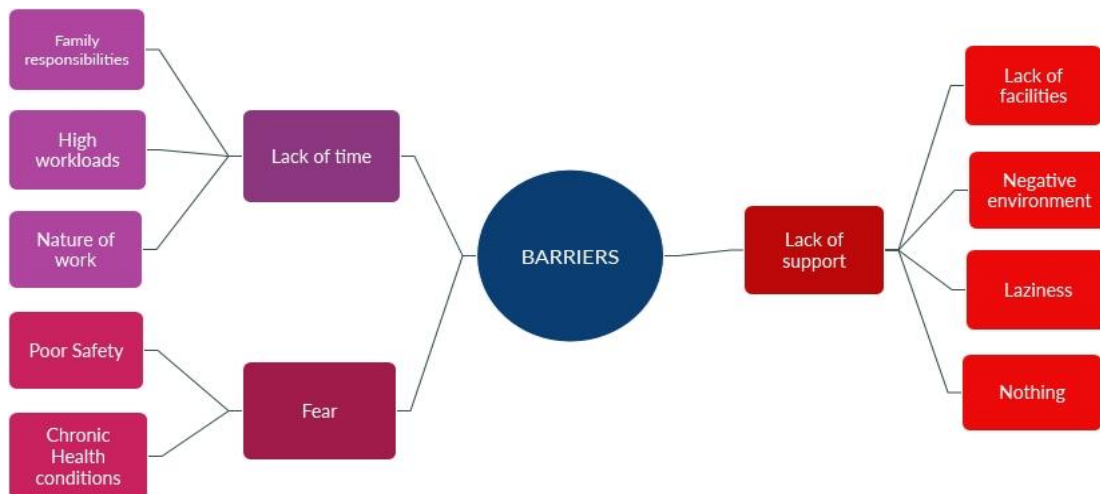 Family
responsibilities
High
workloads
Nature of
work
Poor Safety
Chronic
Health
conditions
Lack of time
Fear
BARRIERS
Lack of
support
Lack of
facilities
Negative
environment
Laziness
Nothing